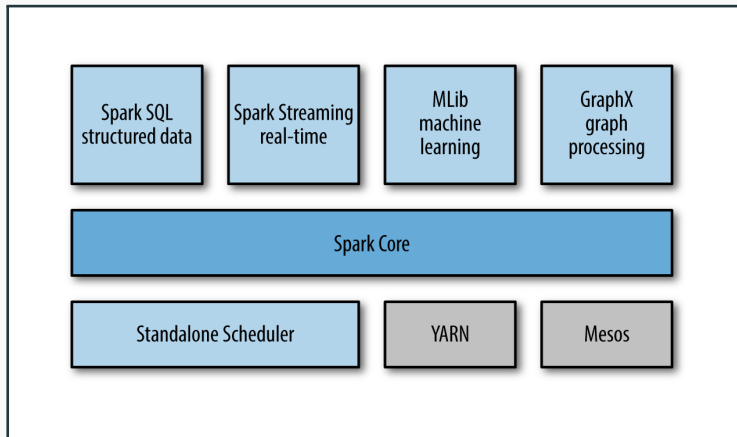 Spark SQL
structured data
Spark Streaming
real-time
MLib
machine
learning
GraphX
graph
processing
Spark Core
Standalone Scheduler
YARN
Mesos